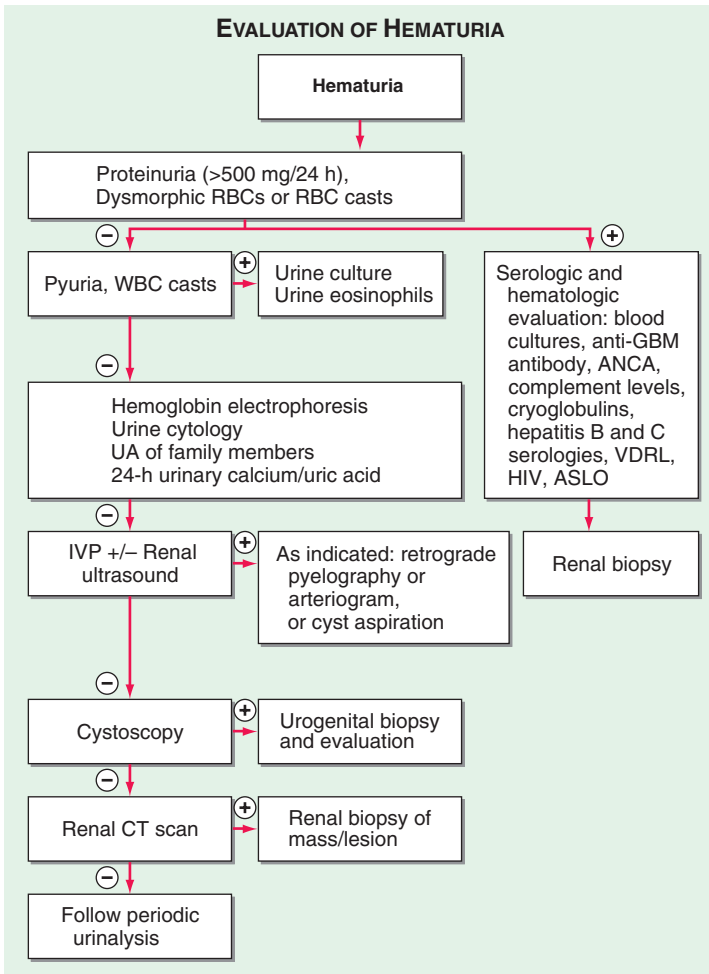 EVALUATION OF HEMATURIA
Hematuria
Proteinuria (>500 mg/24 h),
Dysmorphic RBCs or RBC casts
−
+
Pyuria, WBC casts
+
Urine culture
Urine eosinophils
Serologic and
hematologic
evaluation: blood
cultures, anti-GBM
antibody, ANCA,
complement levels,
cryoglobulins,
hepatitis B and C
serologies, VDRL,
HIV, ASLO
−
Hemoglobin electrophoresis
Urine cytology
UA of family members
24-h urinary calcium/uric acid
−
IVP +/– Renal
ultrasound
+
As indicated: retrograde
pyelography or
arteriogram,
or cyst aspiration
Renal biopsy
−
Cystoscopy
+
Urogenital biopsy
and evaluation
−
Renal CT scan
+
Renal biopsy of
mass/lesion
−
Follow periodic
urinalysis